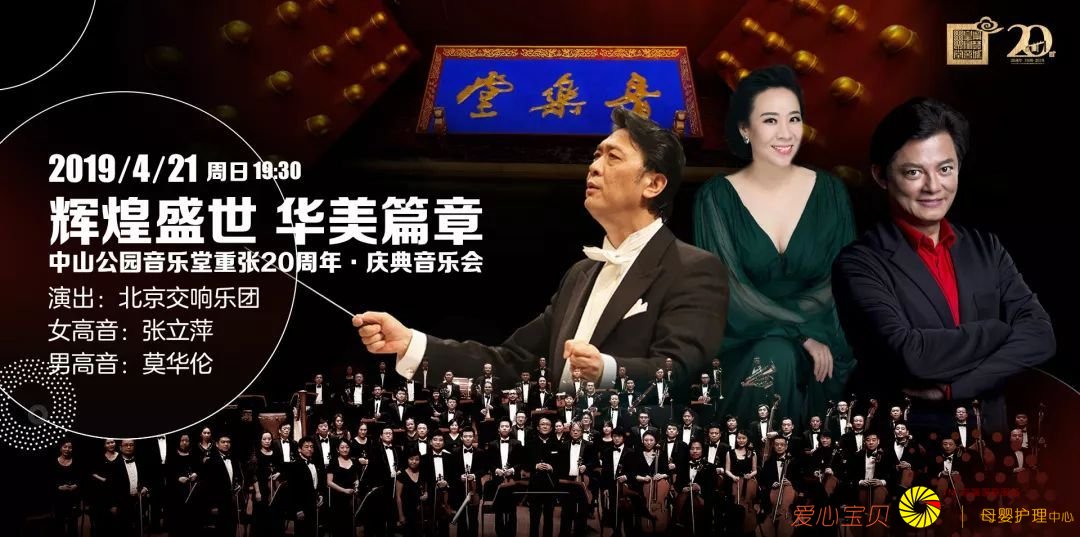 音樂堂
20
2019/4/21 周日 19:30
辉煌盛世 华美篇章
中山公园音乐堂重张20周年·庆典音乐会
演出：北京交响乐团
女高音：张立萍
男高音：莫华伦
爱心宝贝 | 母婴护理中心